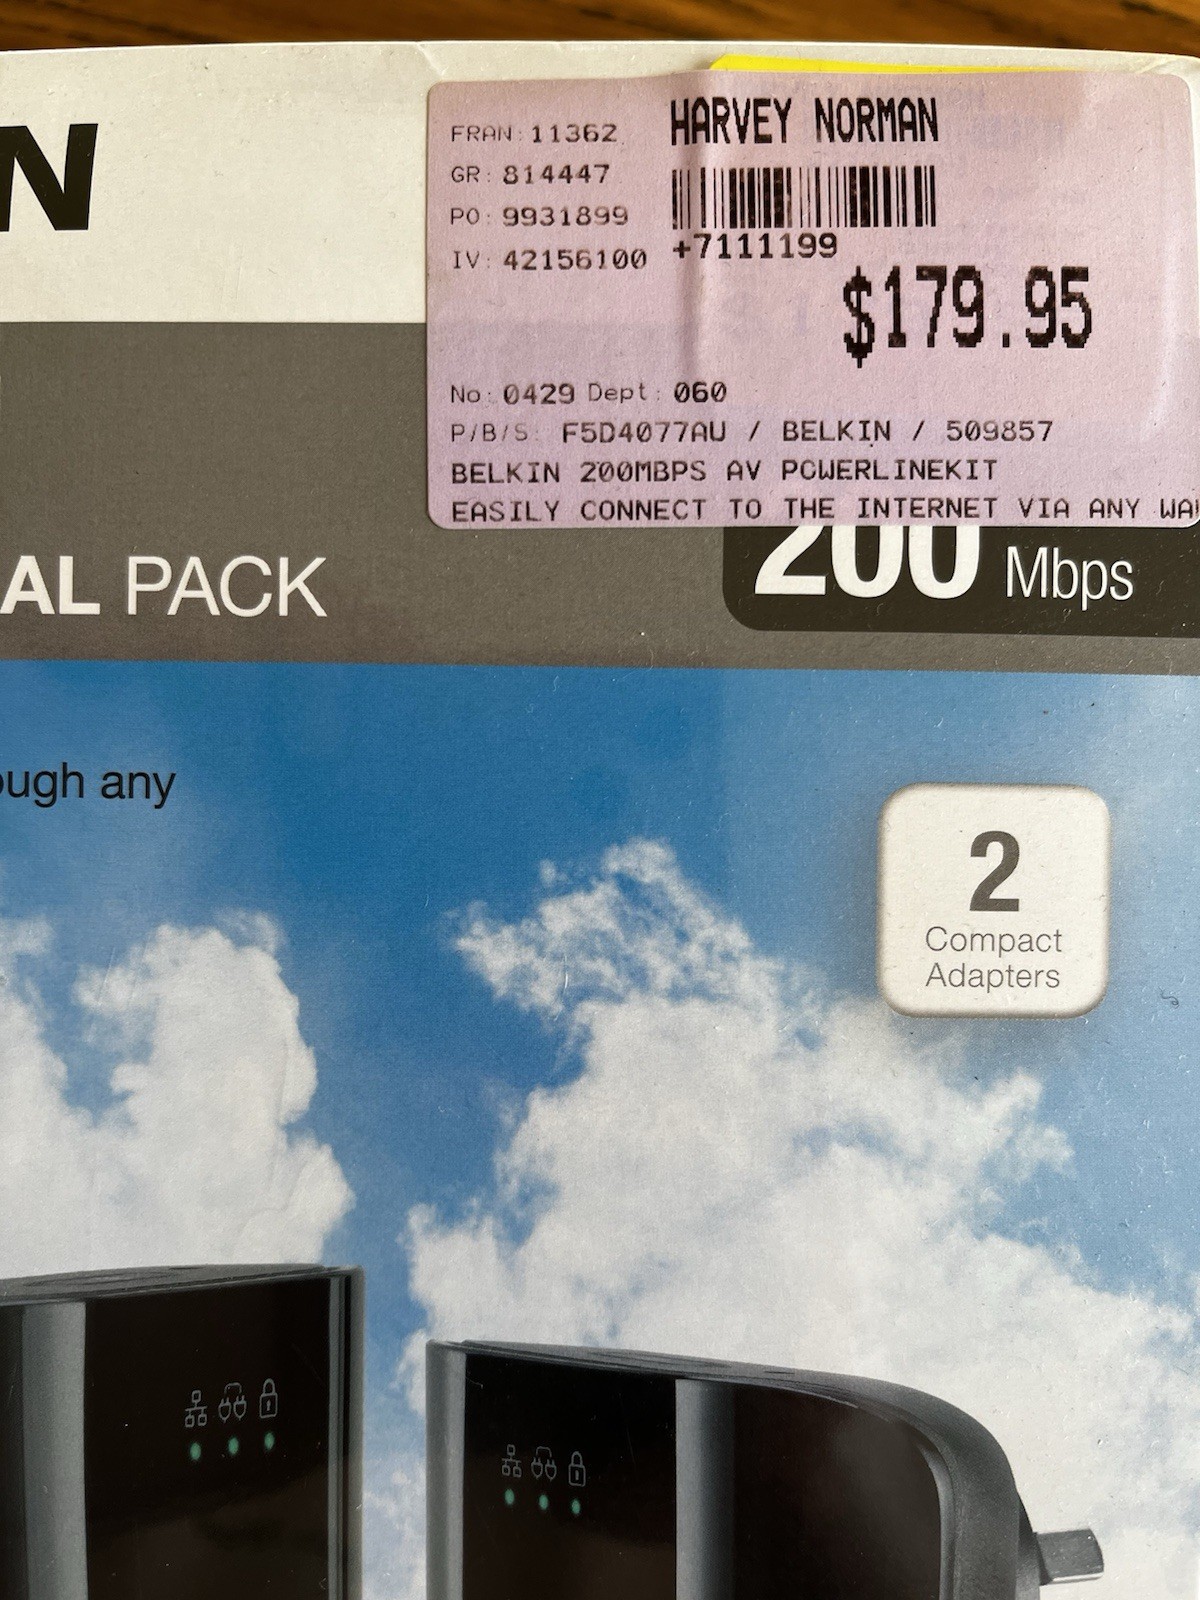 N
FRAN: 11362
HARVEY NORMAN
GR: 814447
PO: 9931899
IV: 42156100
+7111199
$179.95
No: 0429 Dept: 060
P/B/S: F5D4077AU / BELKIN / 509857
BELKIN 200MBPS AV POWERLINEKIT
EASILY CONNECT TO THE INTERNET VIA ANY WA
AL PACK
200 Mbps
ough any
2
Compact
Adapters